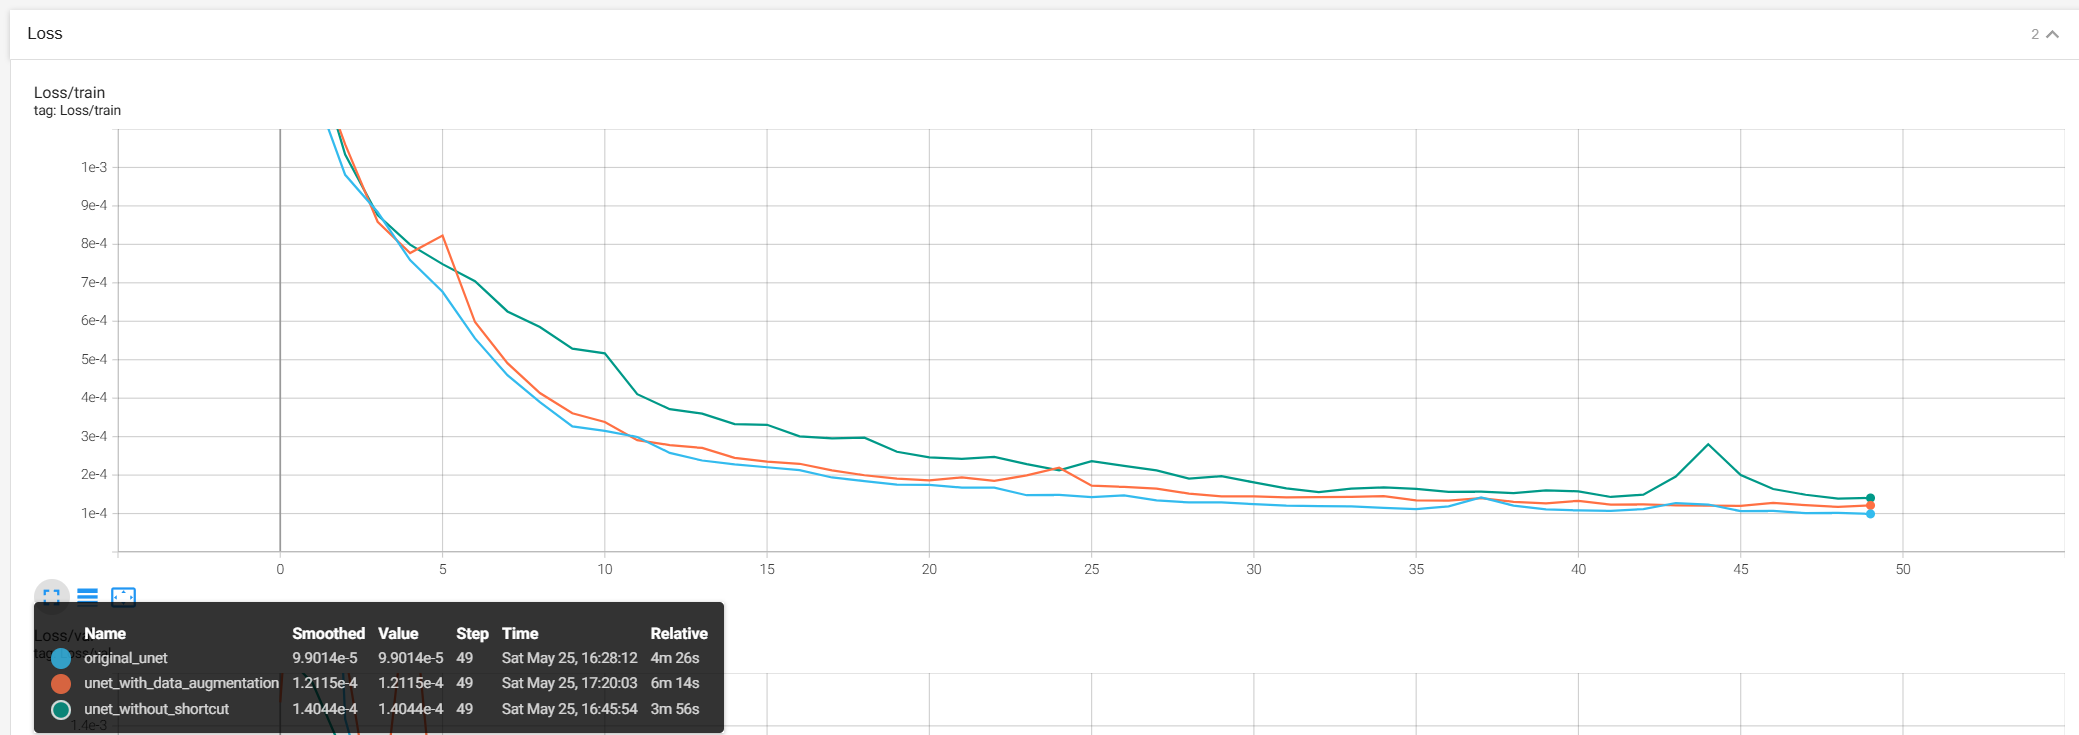 Loss
2
Loss/train
tag: Loss/train
1e-3
9e-4
8e-4
7e-4
6e-4
5e-4
4e-4
3e-4
2e-4
1e-4
0 5 10 15 20 25 30 35 40 45 50
Name Smoothed Value Step Time Relative
original_unet 9.9014e-5 9.9014e-5 49 Sat May 25, 16:28:12 4m 26s
unet_with_data_augmentation 1.2115e-4 1.2115e-4 49 Sat May 25, 17:20:03 6m 14s
unet_without_shortcut 1.4044e-4 1.4044e-4 49 Sat May 25, 16:45:54 3m 56s
1.4e-3